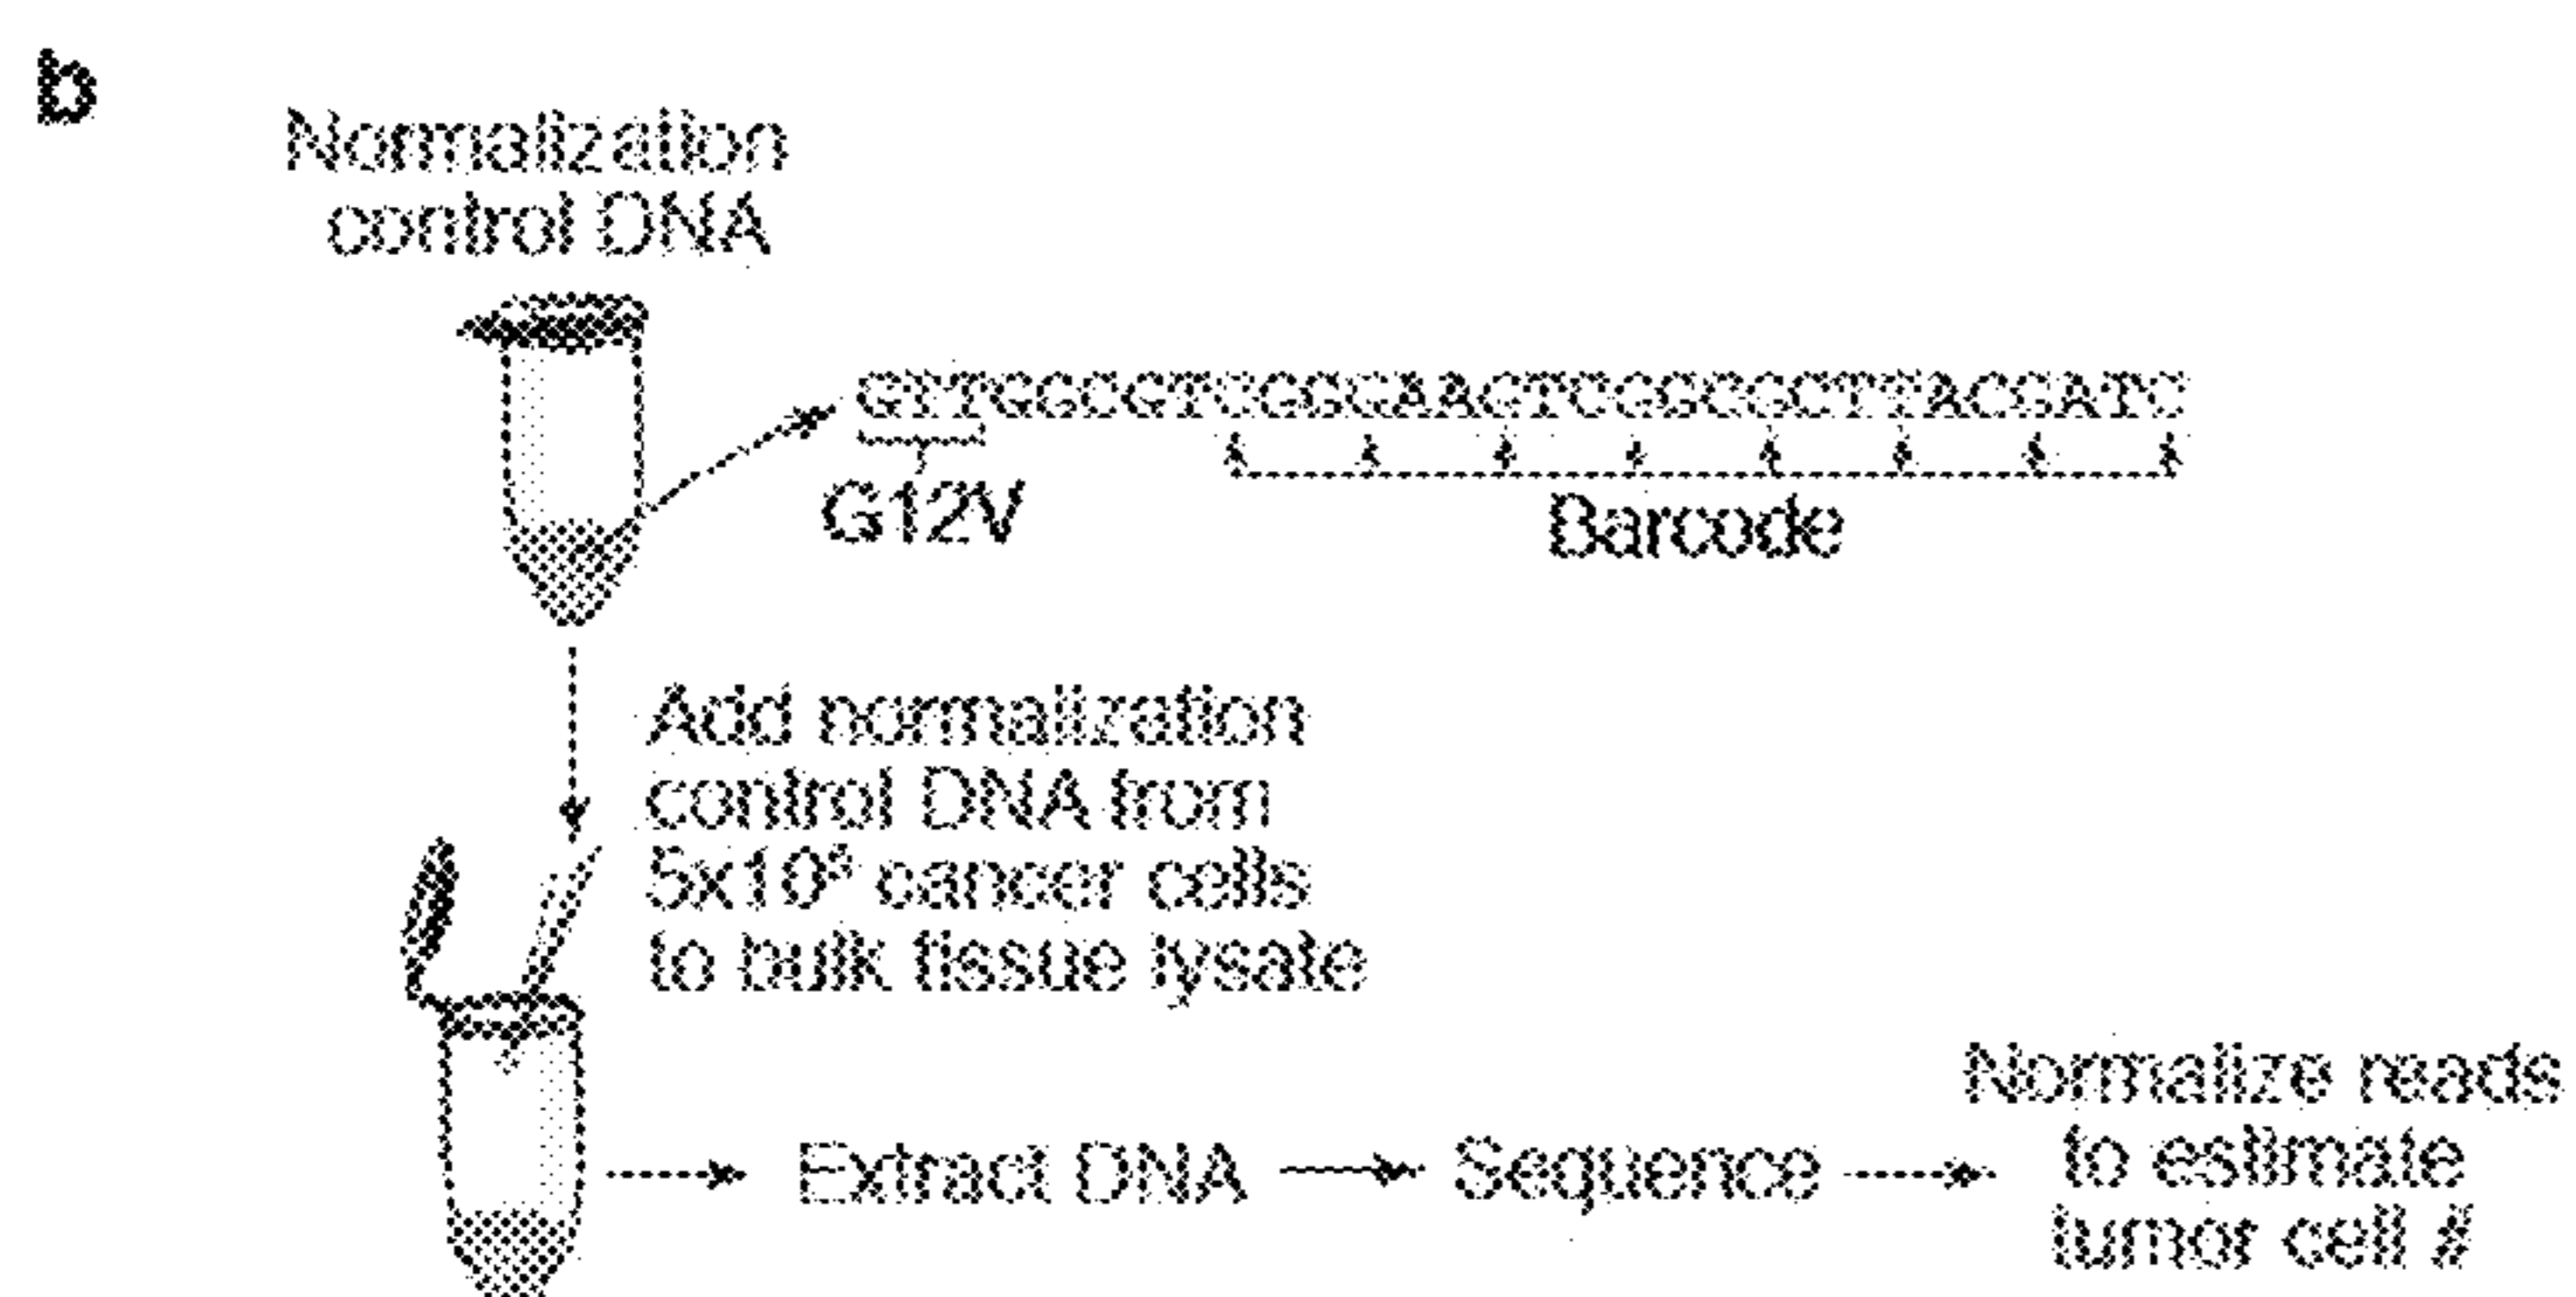 b
Normalization
control DNA
G12V
Barcode
Add normalization
control DNA from
5x10⁵ cancer cells
to bulk tissue lysate
Extract DNA
Sequence
Normalize reads
to estimate
tumor cell #